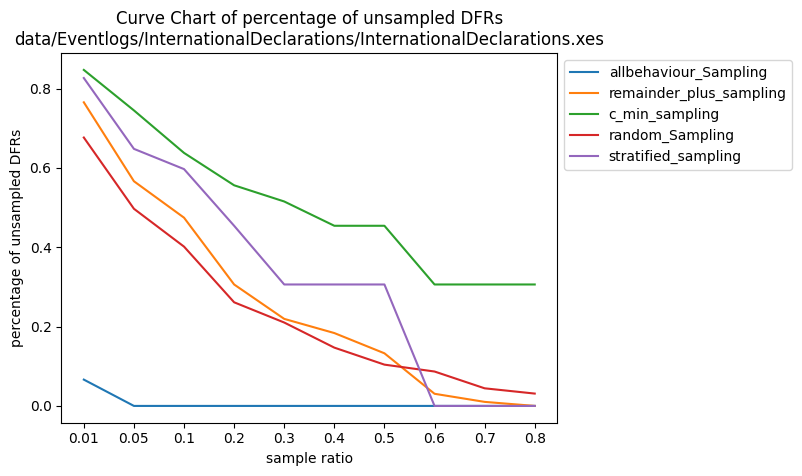 Curve Chart of percentage of unsampled DFRs
data/Eventlogs/InternationalDeclarations/InternationalDeclarations.xes
percentage of unsampled DFRs
0.8
0.6
0.4
0.2
0.0
0.01 0.05 0.1 0.2 0.3 0.4 0.5 0.6 0.7 0.8
sample ratio
allbehaviour_Sampling
remainder_plus_sampling
c_min_sampling
random_Sampling
stratified_sampling